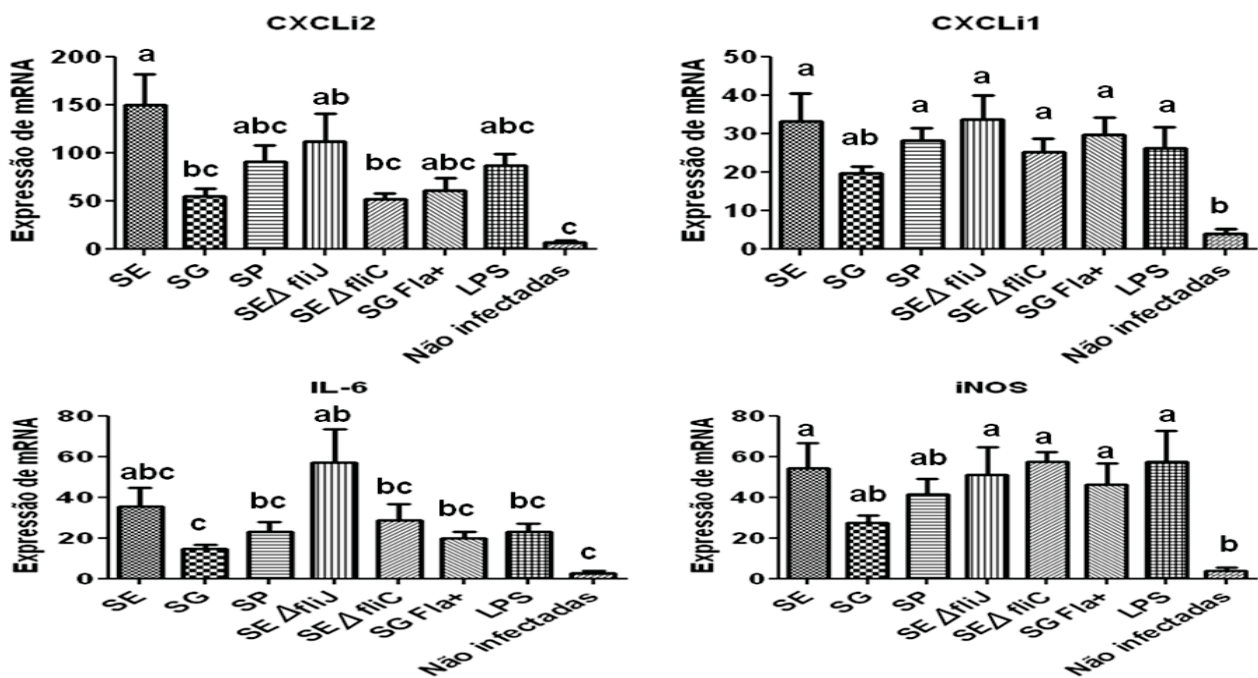 CXCLi2
Expressão de mRNA
200
150
100
50
0
a
bc
abc
ab
bc
abc
abc
c
SE
SG
SP
SEΔ fliJ
SE Δ fliC
SG Fla+
LPS
Não infectadas
CXCLi1
Expressão de mRNA
50
40
30
20
10
0
a
ab
a
a
a
a
a
b
SE
SG
SP
SEΔ fliJ
SE Δ fliC
SG Fla+
LPS
Não infectadas
IL-6
Expressão de mRNA
80
60
40
20
0
abc
c
bc
ab
bc
bc
bc
c
SE
SG
SP
SE ΔfliJ
SE Δ fliC
SG Fla+
LPS
Não infectadas
iNOS
Expressão de mRNA
80
60
40
20
0
a
ab
ab
a
a
a
a
b
SE
SG
SP
SE ΔfliJ
SEΔ fliC
SG Fla+
LPS
Não infectadas